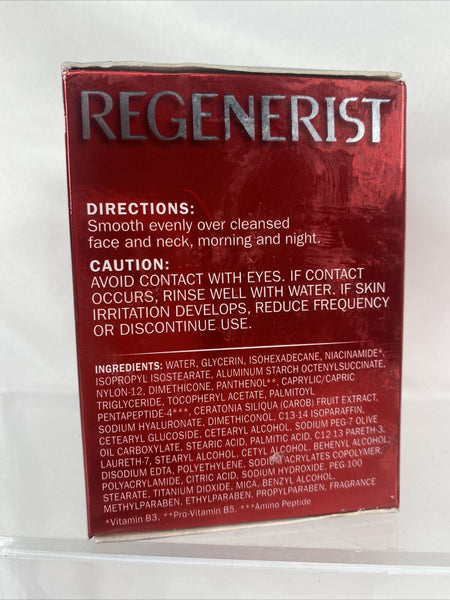 REGENERIST
DIRECTIONS:
Smooth evenly over cleansed
face and neck, morning and night.
CAUTION:
AVOID CONTACT WITH EYES. IF CONTACT
OCCURS, RINSE WELL WITH WATER. IF SKIN
IRRITATION DEVELOPS, REDUCE FREQUENCY
OR DISCONTINUE USE.
INGREDIENTS: WATER, GLYCERIN, ISOHEXADECANE, NIACINAMIDE*,
ISOPROPYL ISOSTEARATE, ALUMINUM STARCH OCTENYLSUCCINATE,
NYLON-12, DIMETHICONE, PANTHENOL**, CAPRYLIC/CAPRIC
TRIGLYCERIDE, TOCOPHERYL ACETATE, PALMITOYL
PENTAPEPTIDE-4***, CERATONIA SILIQUA (CAROB) FRUIT EXTRACT,
SODIUM HYALURONATE, DIMETHICONOL, C13-14 ISOPARAFFIN,
CETEARYL GLUCOSIDE, CETEARYL ALCOHOL, SODIUM PEG-7 OLIVE
OIL CARBOXYLATE, STEARIC ACID, PALMITIC ACID, C12-13 PARETH-3,
LAURETH-7, STEARYL ALCOHOL, CETYL ALCOHOL, BEHENYL ALCOHOL,
DISODIUM EDTA, POLYETHYLENE, SODIUM ACRYLATES COPOLYMER,
POLYACRYLAMIDE, CITRIC ACID, SODIUM HYDROXIDE, PEG-100
STEARATE, TITANIUM DIOXIDE, MICA, BENZYL ALCOHOL,
METHYLPARABEN, ETHYLPARABEN, PROPYLPARABEN, FRAGRANCE
*Vitamin B3, **Pro-Vitamin B5, ***Amino Peptide